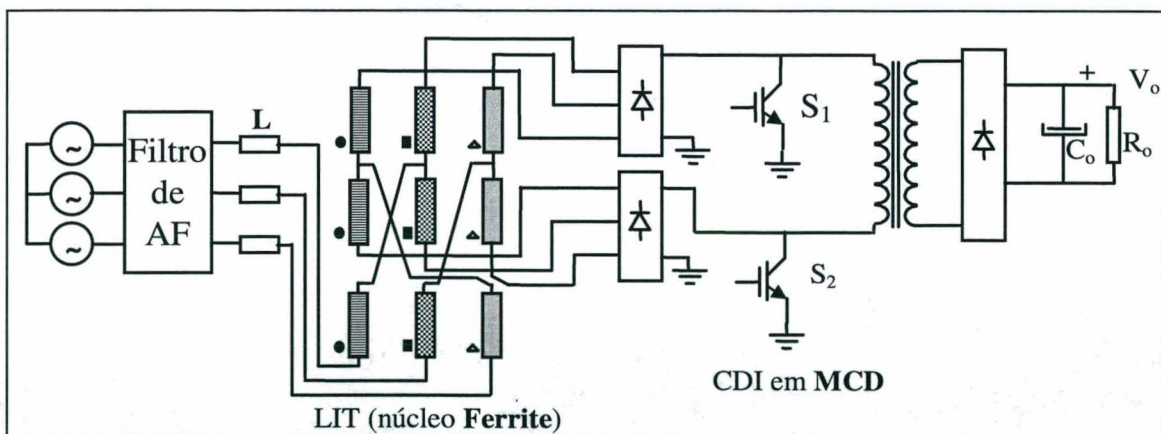 Filtro
de
AF
L
LIT (núcleo Ferrite)
S1
S2
CDI em MCD
+
Vo
Co
Ro